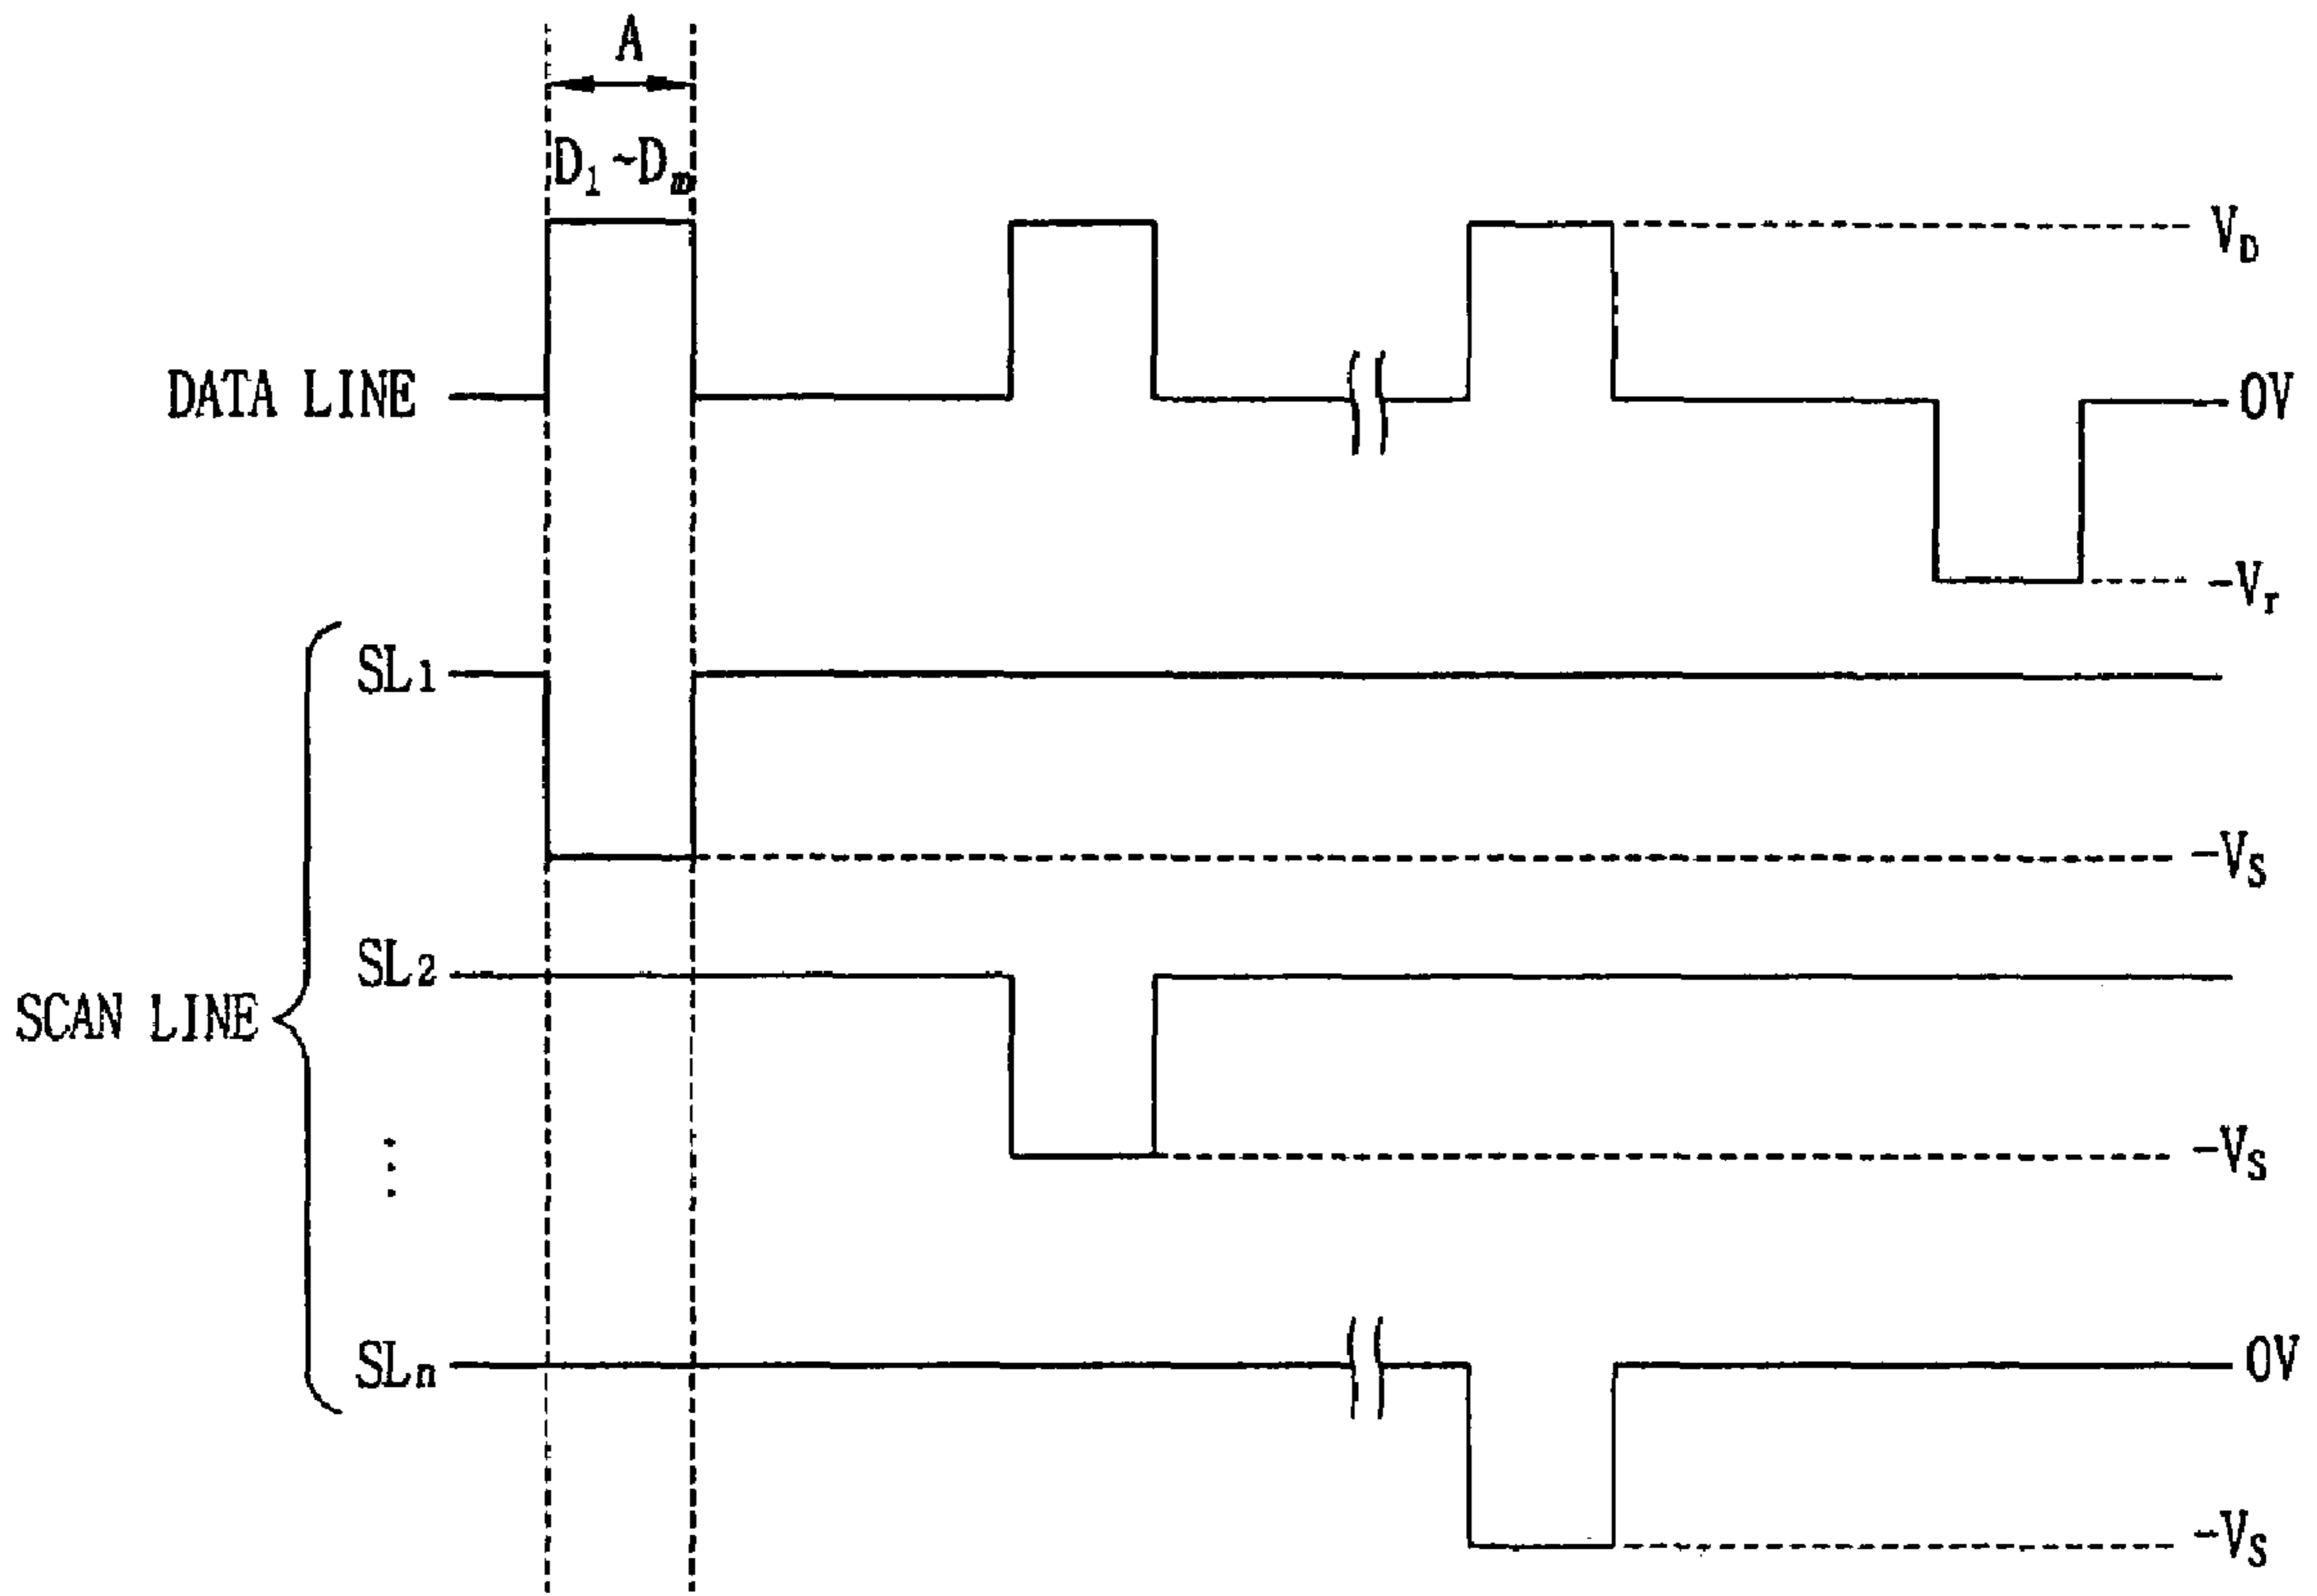 A
D1 ~Dm
VD
DATA LINE
0V
-Vr
SL1
-VS
SL2
SCAN LINE
-VS
SLn
0V
-VS